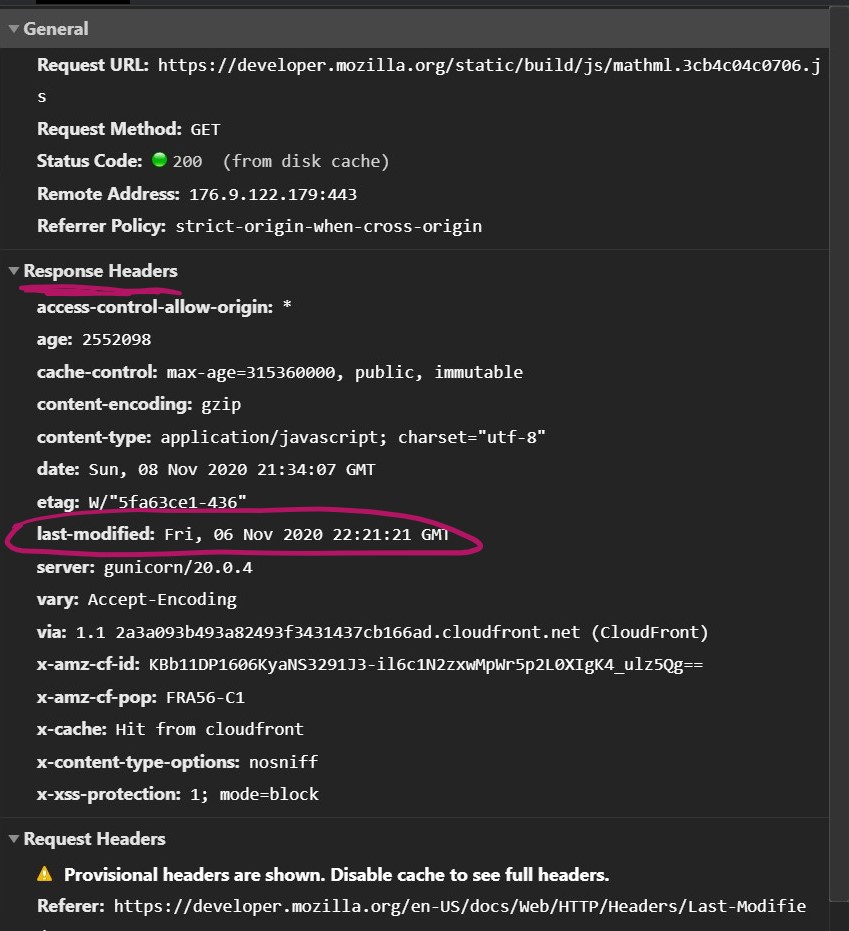 General
Request URL: https://developer.mozilla.org/static/build/js/mathml.3cb4c04c0706.j
s
Request Method: GET
Status Code: 200 (from disk cache)
Remote Address: 176.9.122.179:443
Referrer Policy: strict-origin-when-cross-origin
Response Headers
access-control-allow-origin: *
age: 2552098
cache-control: max-age=315360000, public, immutable
content-encoding: gzip
content-type: application/javascript; charset="utf-8"
date: Sun, 08 Nov 2020 21:34:07 GMT
etag: W/"5fa63ce1-436"
last-modified: Fri, 06 Nov 2020 22:21:21 GMT
server: gunicorn/20.0.4
vary: Accept-Encoding
via: 1.1 2a3a093b493a82493f3431437cb166ad.cloudfront.net (CloudFront)
x-amz-cf-id: KBb11DP1606KyaNS3291J3-il6c1N2zxwMpWr5p2L0XIgK4_ulz5Qg==
x-amz-cf-pop: FRA56-C1
x-cache: Hit from cloudfront
x-content-type-options: nosniff
x-xss-protection: 1; mode=block
Request Headers
Provisional headers are shown. Disable cache to see full headers.
Referer: https://developer.mozilla.org/en-US/docs/Web/HTTP/Headers/Last-Modifie